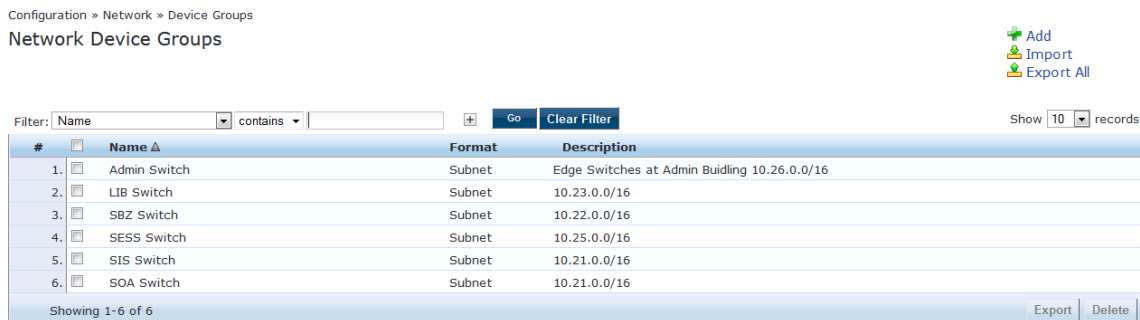 Configuration » Network » Device Groups
Network Device Groups
Add
Import
Export All
Filter: Name contains + Go Clear Filter Show 10 records
# Name Format Description
1. Admin Switch Subnet Edge Switches at Admin Buidling 10.26.0.0/16
2. LIB Switch Subnet 10.23.0.0/16
3. SBZ Switch Subnet 10.22.0.0/16
4. SESS Switch Subnet 10.25.0.0/16
5. SIS Switch Subnet 10.21.0.0/16
6. SOA Switch Subnet 10.21.0.0/16
Showing 1-6 of 6 Export Delete